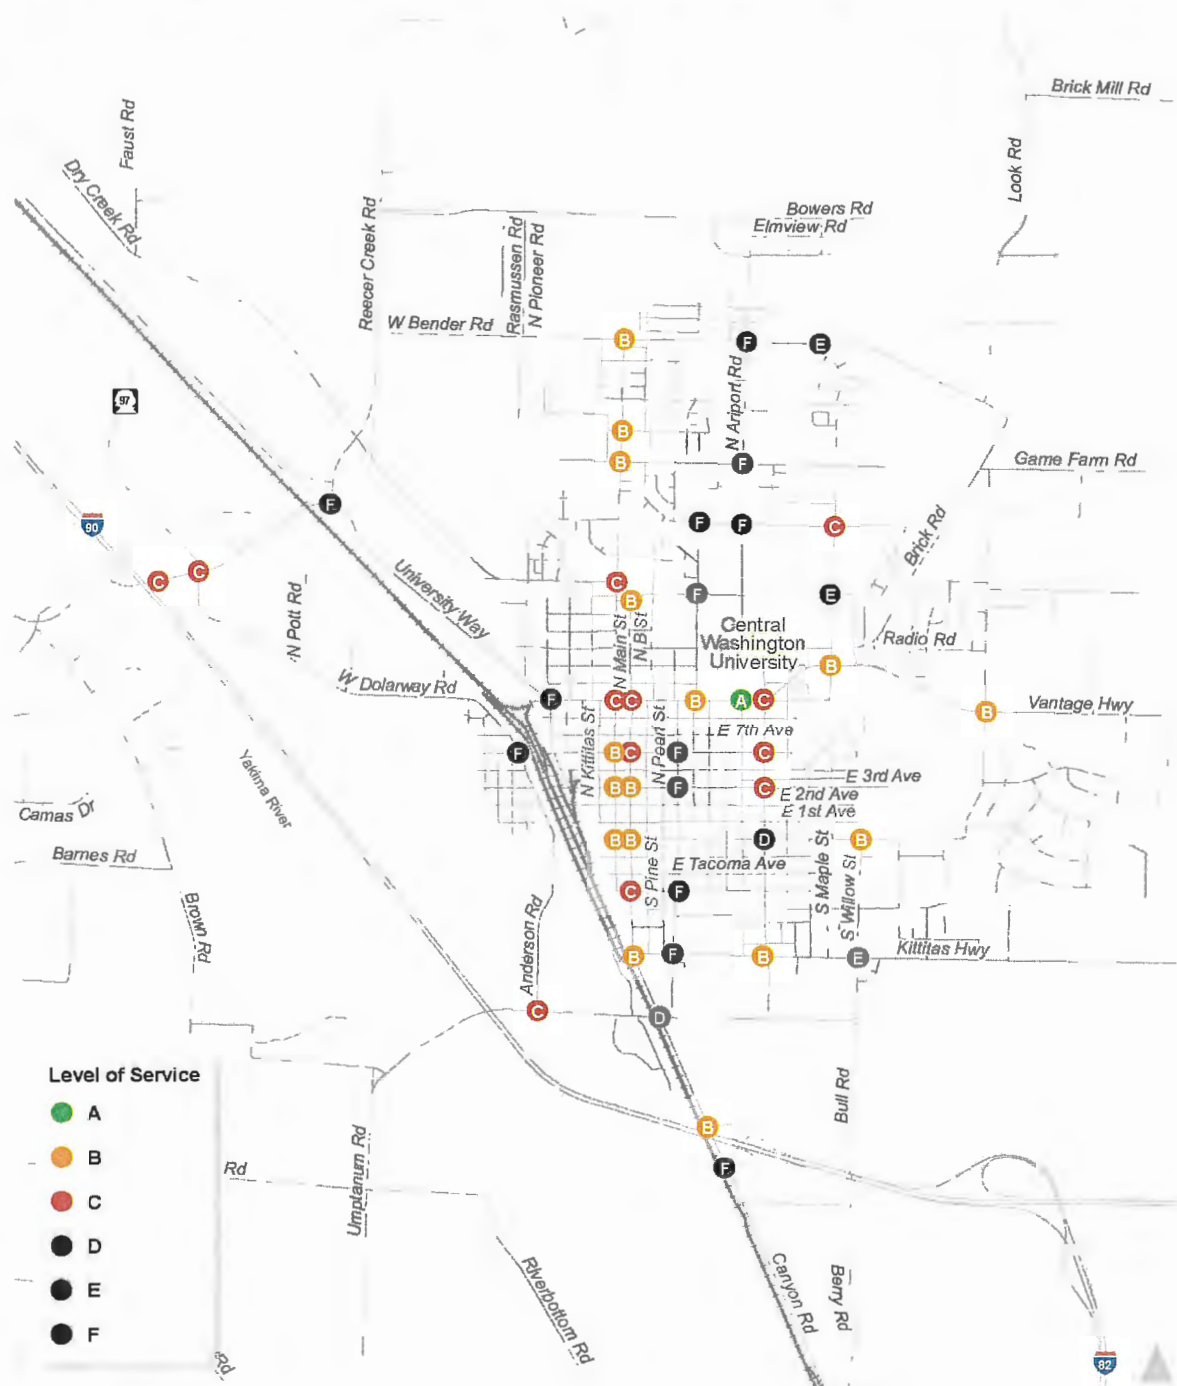 Brick Mill Rd
Faust Rd
Dry Creek Rd
Look Rd
Reecer Creek Rd
Rasmussen Rd
N Pioneer Rd
Bowers Rd
Elmview Rd
W Bender Rd
B
F
E
97
N Ariport Rd
B
B
F
Game Farm Rd
F
90
F
F
C
Brick Rd
C
C
C
B
F
E
University Way
N Pott Rd
N Main St
N B St
Central
Washington
University
Radio Rd
B
W Dolarway Rd
F
C
C
B
A
C
B
Vantage Hwy
N Kittitas St
N Pearl St
E 7th Ave
F
B
C
F
C
Yakima River
E 3rd Ave
B
B
F
C
E 2nd Ave
E 1st Ave
Camas Dr
B
B
D
B
Barnes Rd
S Pine St
E Tacoma Ave
S Maple St
S Willow St
C
F
Brown Rd
Anderson Rd
B
F
B
E
Kittitas Hwy
C
D
Level of Service
A
B
C
D
E
F
Bull Rd
B
F
Rd
Umptanum Rd
Riverbottom Rd
Canyon Rd
Berry Rd
Rd
82